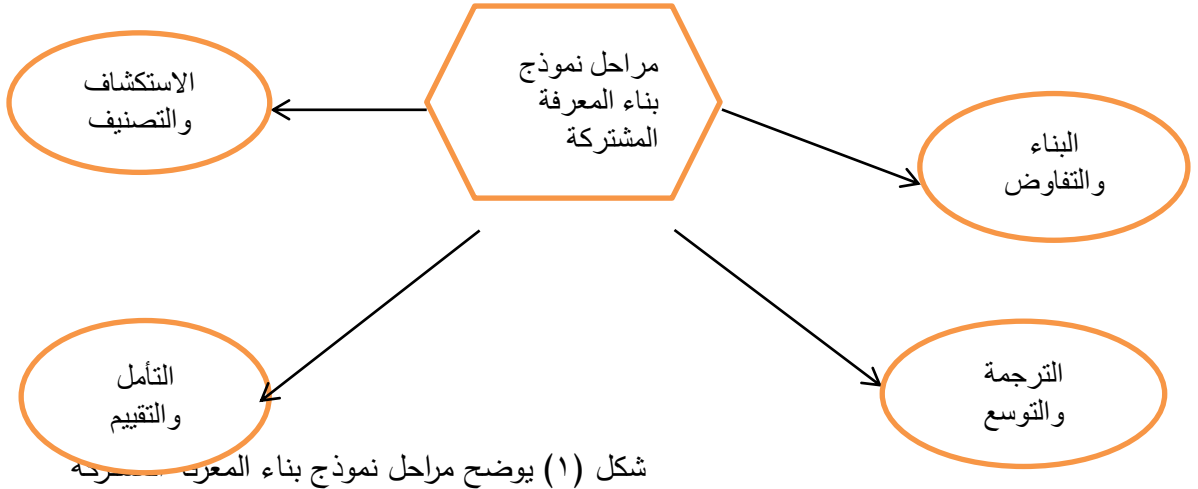 مراحل نموذج
بناء المعرفة
المشتركة
الاستكشاف
والتصنيف
البناء
والتفاوض
التأمل
والتقييم
الترجمة
والتوسع
شكل (١) يوضح مراحل نموذج بناء